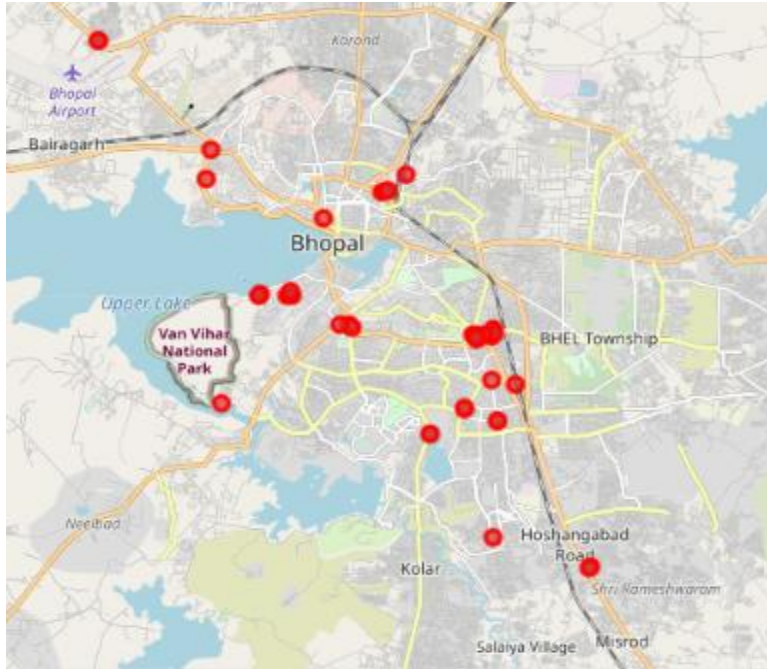 Karond
Bhopal
Airport
Bairagarh
Bhopal
Upper Lake
Van Vihar
National
Park
BHEL Township
Neelbad
Hoshangabad
Road
Kolar
Shri Rameshwaram
Salaiya Village
Misrod